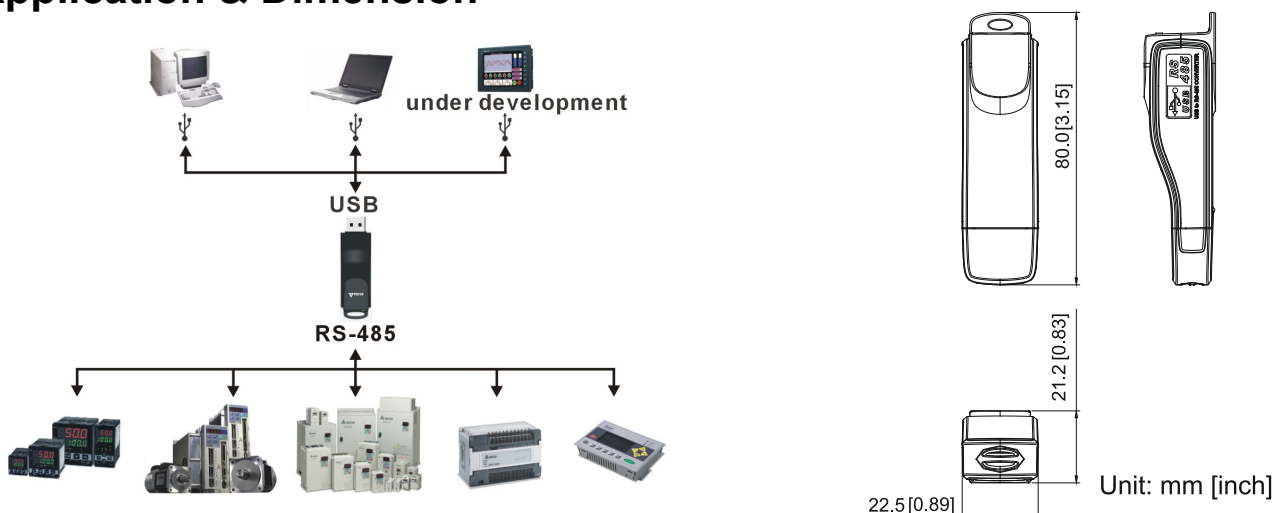 Application & Dimension
under development
USB
RS-485
80.0[3.15]
RS
485
USB
USB to RS-485 CONVERTER
21.2[0.83]
22.5[0.89]
Unit: mm [inch]